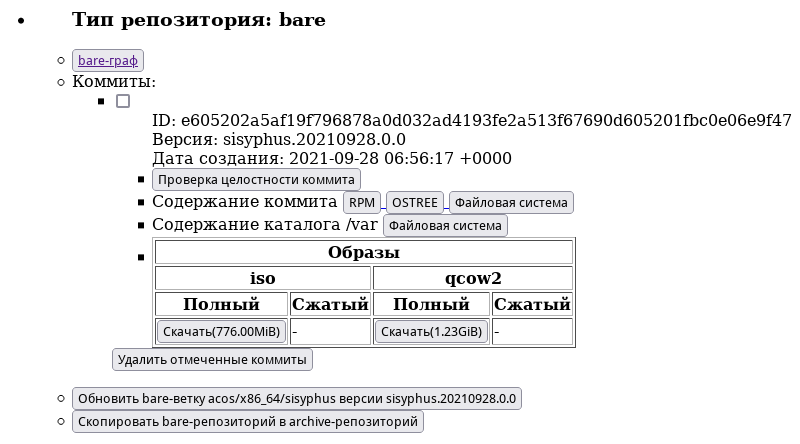 Тип репозитория: bare
bare-граф
Коммиты:
ID: e605202a5af19f796878a0d032ad4193fe2a513f67690d605201fbc0e06e9f47
Версия: sisyphus.20210928.0.0
Дата создания: 2021-09-28 06:56:17 +0000
Проверка целостности коммита
Содержание коммита RPM OSTREE Файловая система
Содержание каталога /var Файловая система
Образы
iso qcow2
Полный Сжатый Полный Сжатый
Скачать(776.00MiB) - Скачать(1.23GiB) -
Удалить отмеченные коммиты
Обновить bare-ветку acos/x86_64/sisyphus версии sisyphus.20210928.0.0
Скопировать bare-репозиторий в archive-репозиторий